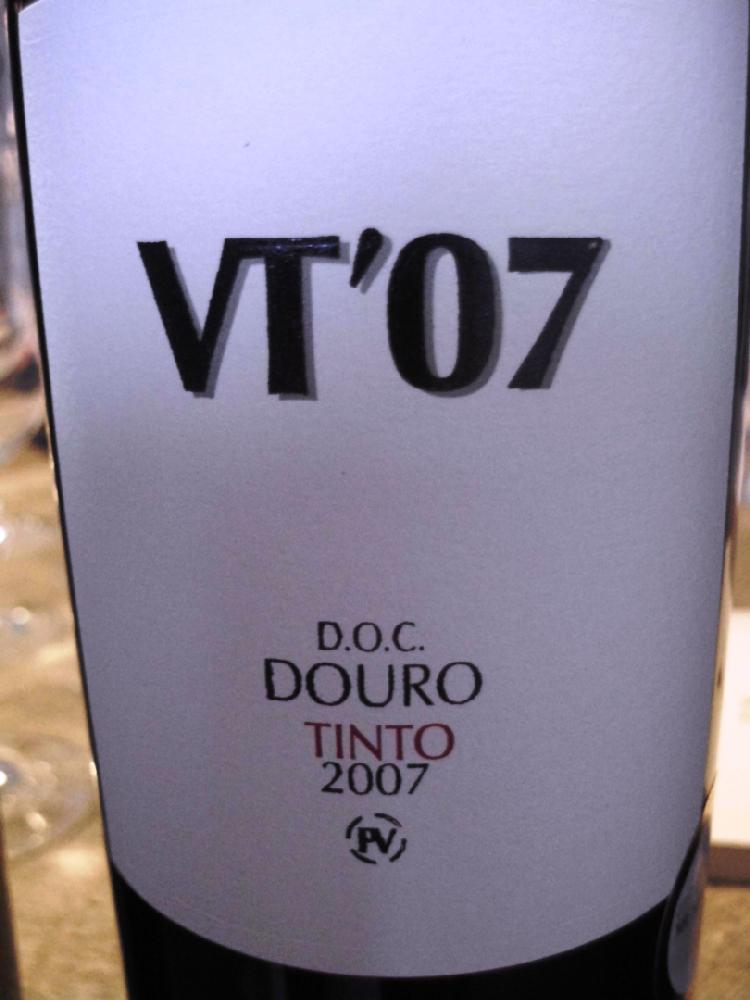 VT'07
D.O.C.
DOURO
TINTO
2007
PV